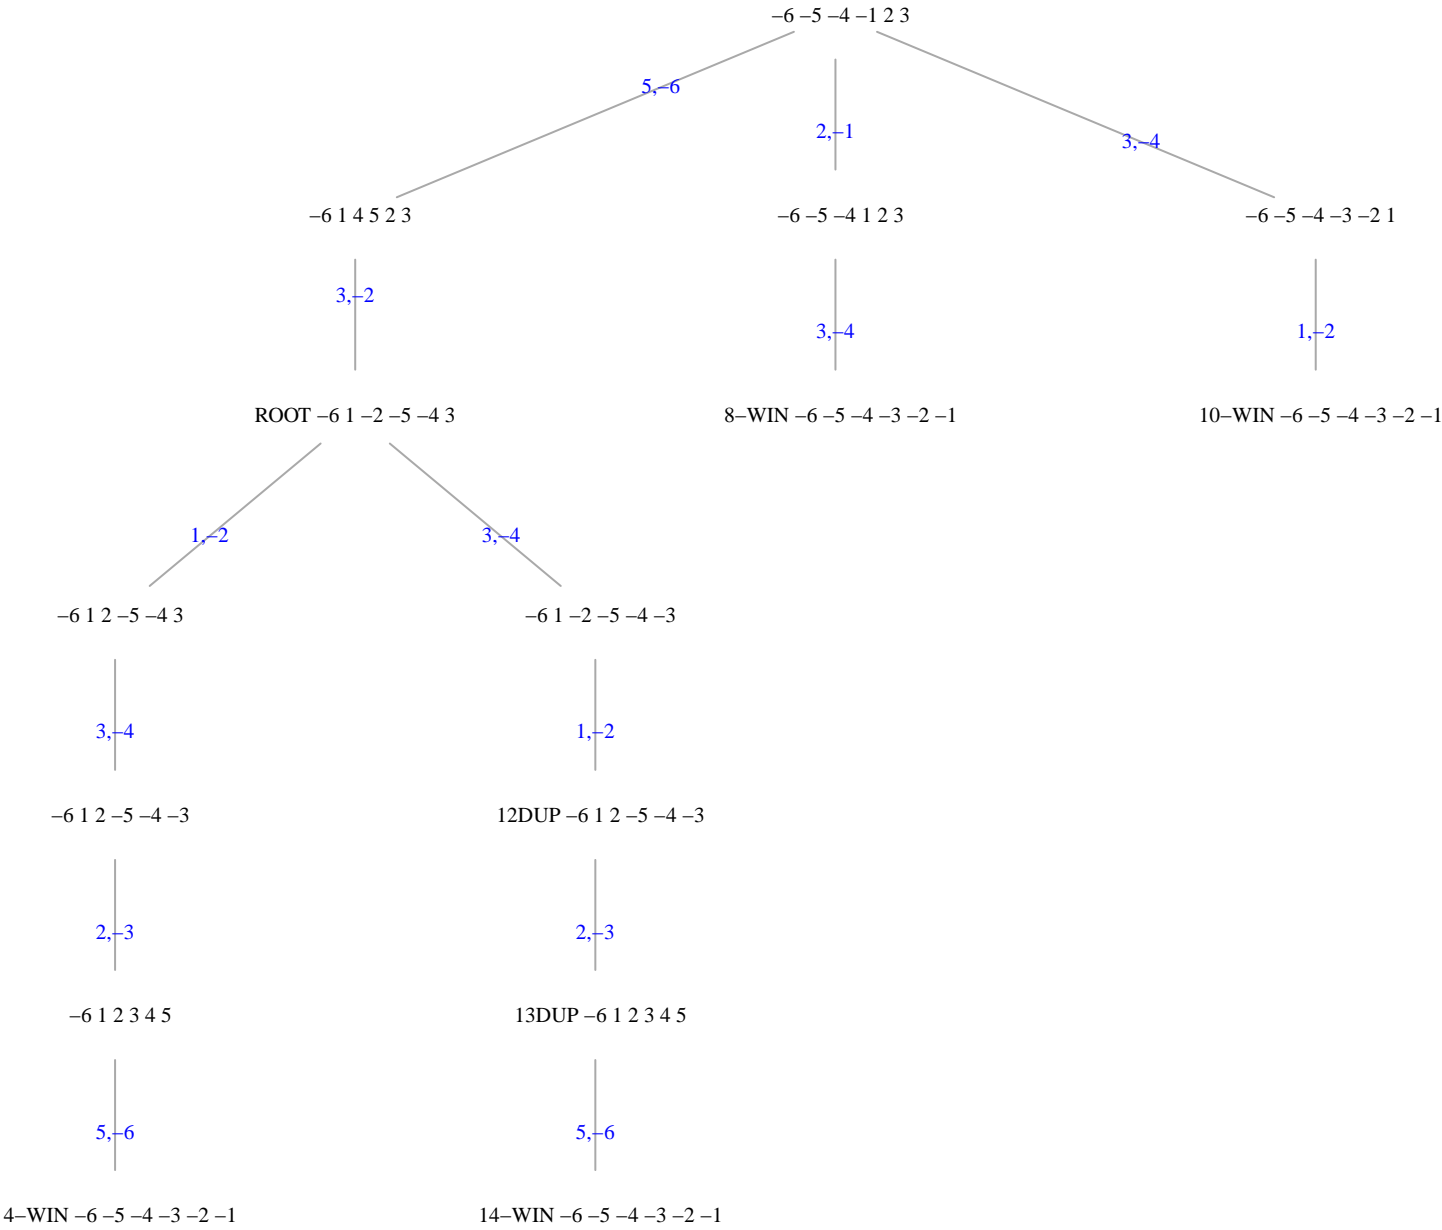 –6 –5 –4 –1 2 3
5,–6
2,–1
3,–4
–6 1 4 5 2 3
–6 –5 –4 1 2 3
–6 –5 –4 –3 –2 1
3,–2
3,–4
1,–2
ROOT –6 1 –2 –5 –4 3
8–WIN –6 –5 –4 –3 –2 –1
10–WIN –6 –5 –4 –3 –2 –1
1,–2
3,–4
–6 1 2 –5 –4 3
–6 1 –2 –5 –4 –3
3,–4
1,–2
–6 1 2 –5 –4 –3
12DUP –6 1 2 –5 –4 –3
2,–3
2,–3
–6 1 2 3 4 5
13DUP –6 1 2 3 4 5
5,–6
5,–6
4–WIN –6 –5 –4 –3 –2 –1
14–WIN –6 –5 –4 –3 –2 –1